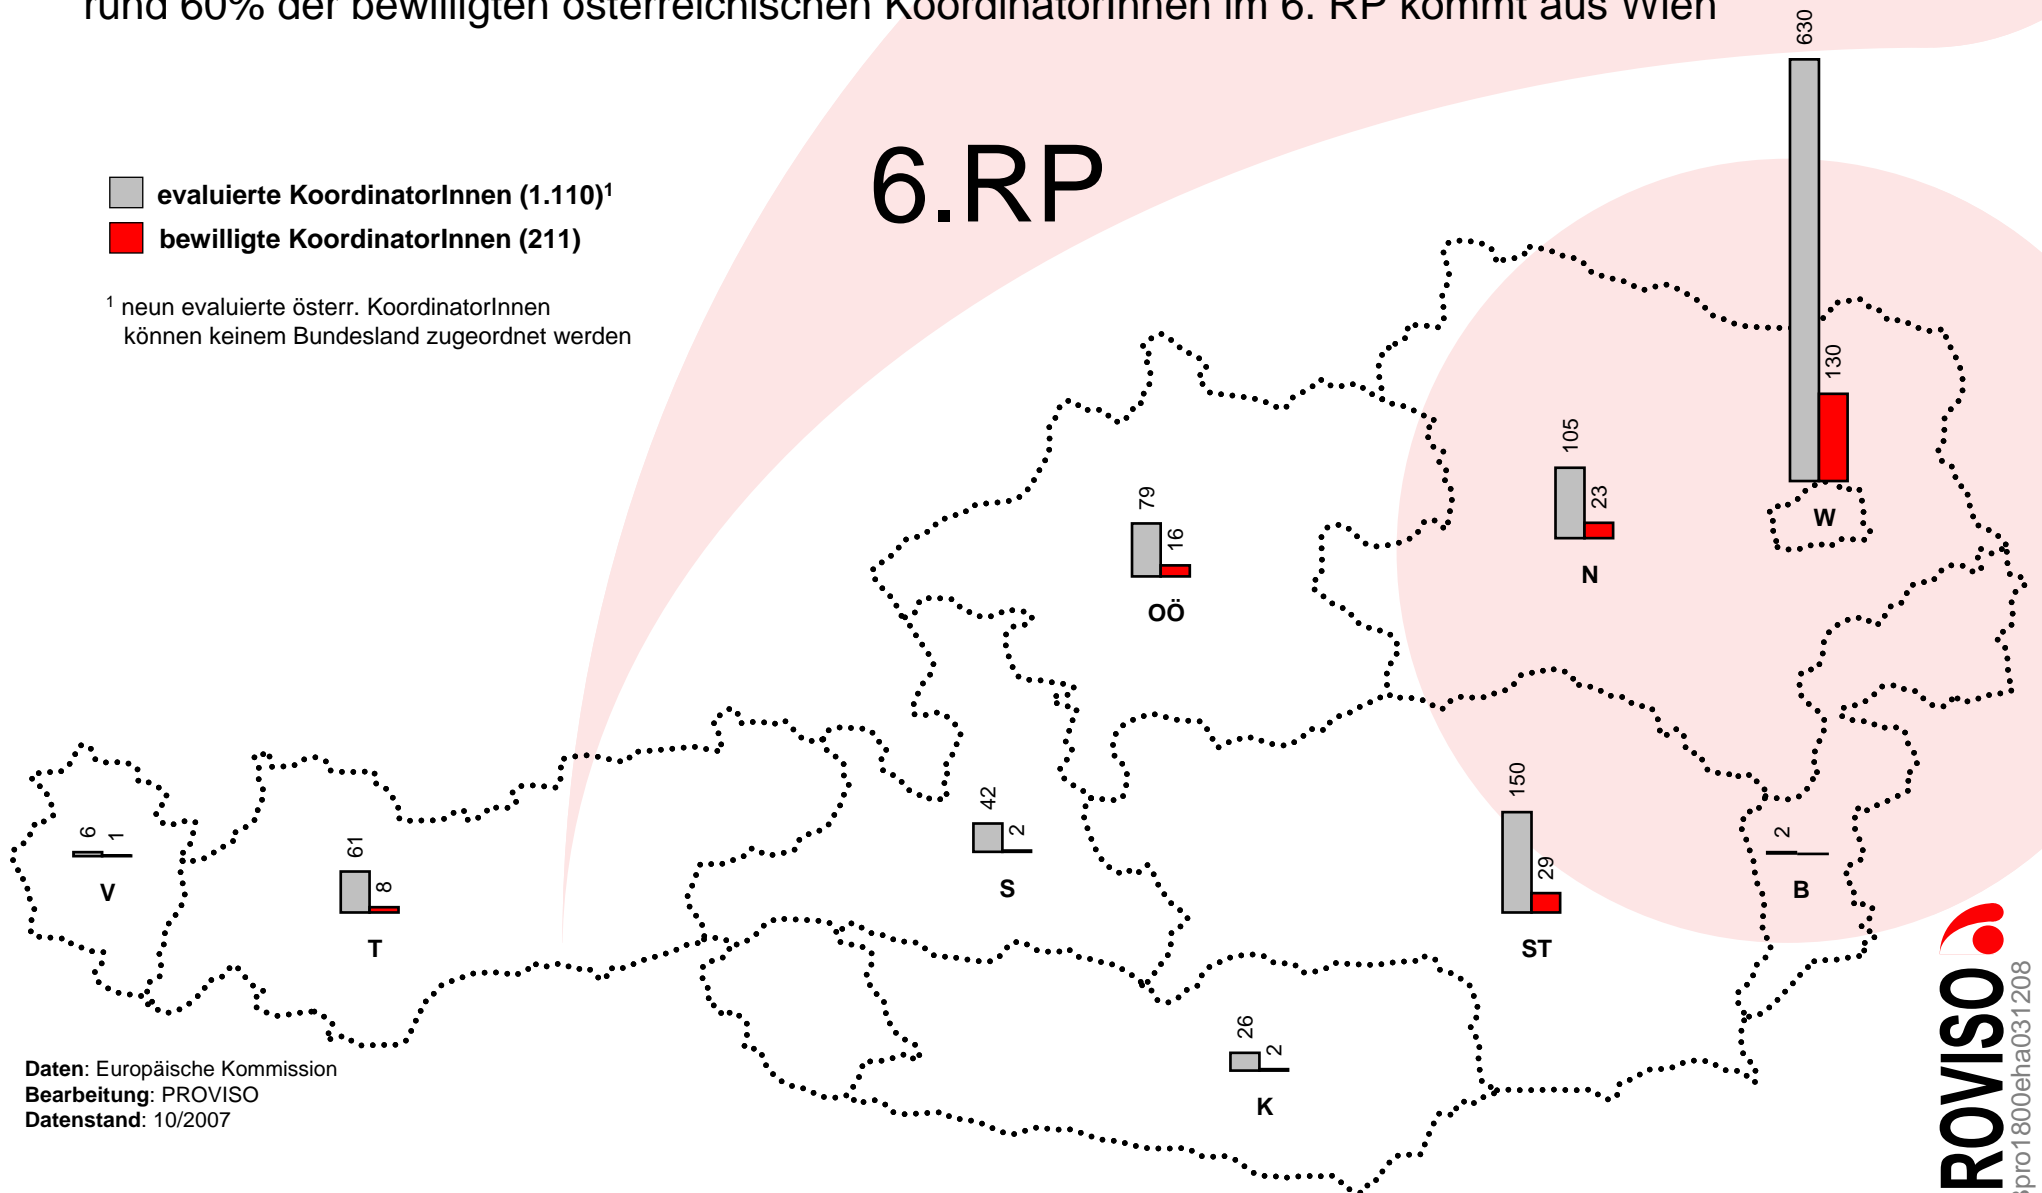 rund 60% der bewilligten österreichischen KoordinatorInnen im 6. RP kommt aus Wien
6.RP
evaluierte KoordinatorInnen (1.110)¹
bewilligte KoordinatorInnen (211)
¹ neun evaluierte österr. KoordinatorInnen
können keinem Bundesland zugeordnet werden
630
130
W
105
23
N
79
16
OÖ
150
29
ST
2
B
42
2
S
61
8
T
6
1
V
26
2
K
Daten: Europäische Kommission
Bearbeitung: PROVISO
Datenstand: 10/2007
ROVISO
pro1800eha031208